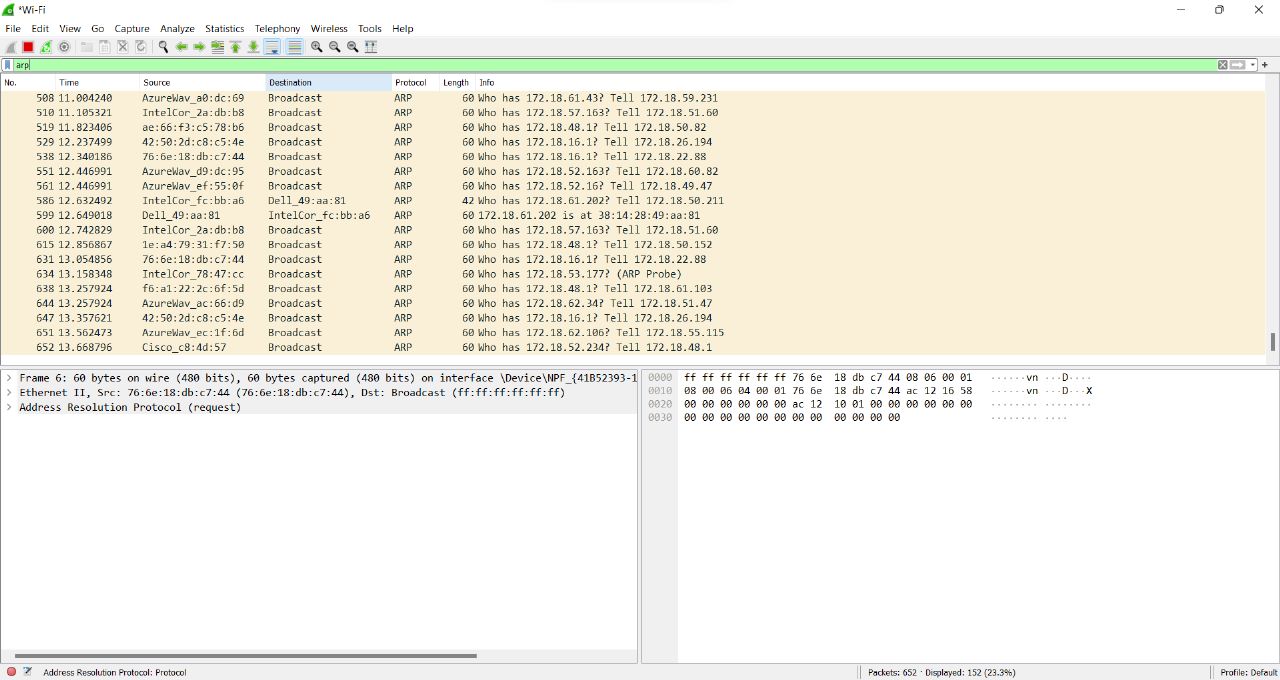 *Wi-Fi
File Edit View Go Capture Analyze Statistics Telephony Wireless Tools Help
arp
No. Time Source Destination Protocol Length Info
508 11.004240 AzureWav_a0:dc:69 Broadcast ARP 60 Who has 172.18.61.43? Tell 172.18.59.231
510 11.105321 IntelCor_2a:db:b8 Broadcast ARP 60 Who has 172.18.57.163? Tell 172.18.51.60
519 11.823406 ae:66:f3:c5:78:b6 Broadcast ARP 60 Who has 172.18.48.1? Tell 172.18.50.82
529 12.237499 42:50:2d:c8:c5:4e Broadcast ARP 60 Who has 172.18.16.1? Tell 172.18.26.194
538 12.340186 76:6e:18:db:c7:44 Broadcast ARP 60 Who has 172.18.16.1? Tell 172.18.22.88
551 12.446991 AzureWav_d9:dc:95 Broadcast ARP 60 Who has 172.18.52.163? Tell 172.18.60.82
561 12.446991 AzureWav_ef:55:0f Broadcast ARP 60 Who has 172.18.52.16? Tell 172.18.49.47
586 12.632492 IntelCor_fc:bb:a6 Dell_49:aa:81 ARP 42 Who has 172.18.61.202? Tell 172.18.50.211
599 12.649018 Dell_49:aa:81 IntelCor_fc:bb:a6 ARP 60 172.18.61.202 is at 38:14:28:49:aa:81
600 12.742829 IntelCor_2a:db:b8 Broadcast ARP 60 Who has 172.18.57.163? Tell 172.18.51.60
615 12.856867 1e:a4:79:31:f7:50 Broadcast ARP 60 Who has 172.18.48.1? Tell 172.18.50.152
631 13.054856 76:6e:18:db:c7:44 Broadcast ARP 60 Who has 172.18.16.1? Tell 172.18.22.88
634 13.158348 IntelCor_78:47:cc Broadcast ARP 60 Who has 172.18.53.177? (ARP Probe)
638 13.257924 f6:a1:22:2c:6f:5d Broadcast ARP 60 Who has 172.18.48.1? Tell 172.18.61.103
644 13.257924 AzureWav_ac:66:d9 Broadcast ARP 60 Who has 172.18.62.34? Tell 172.18.51.47
647 13.357621 42:50:2d:c8:c5:4e Broadcast ARP 60 Who has 172.18.16.1? Tell 172.18.26.194
651 13.562473 AzureWav_ec:1f:6d Broadcast ARP 60 Who has 172.18.62.106? Tell 172.18.55.115
652 13.668796 Cisco_c8:4d:57 Broadcast ARP 60 Who has 172.18.52.234? Tell 172.18.48.1
Frame 6: 60 bytes on wire (480 bits), 60 bytes captured (480 bits) on interface \Device\NPF_{41B52393-1
Ethernet II, Src: 76:6e:18:db:c7:44 (76:6e:18:db:c7:44), Dst: Broadcast (ff:ff:ff:ff:ff:ff)
Address Resolution Protocol (request)
0000 ff ff ff ff ff ff 76 6e 18 db c7 44 08 06 00 01 ······vn ···D····
0010 08 00 06 04 00 01 76 6e 18 db c7 44 ac 12 16 58 ······vn ···D···X
0020 00 00 00 00 00 00 ac 12 10 01 00 00 00 00 00 00 ········ ········
0030 00 00 00 00 00 00 00 00 00 00 00 00 ········ ····
Address Resolution Protocol: Protocol
Packets: 652 · Displayed: 152 (23.3%)
Profile: Default